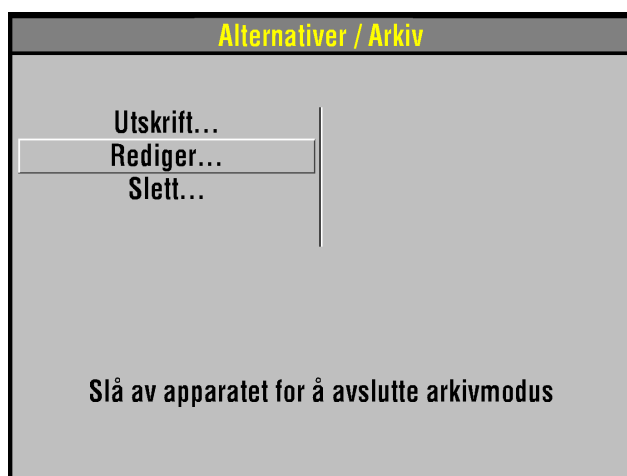 Alternativer / Arkiv
Utskrift...
Rediger...
Slett...
Slå av apparatet for å avslutte arkivmodus